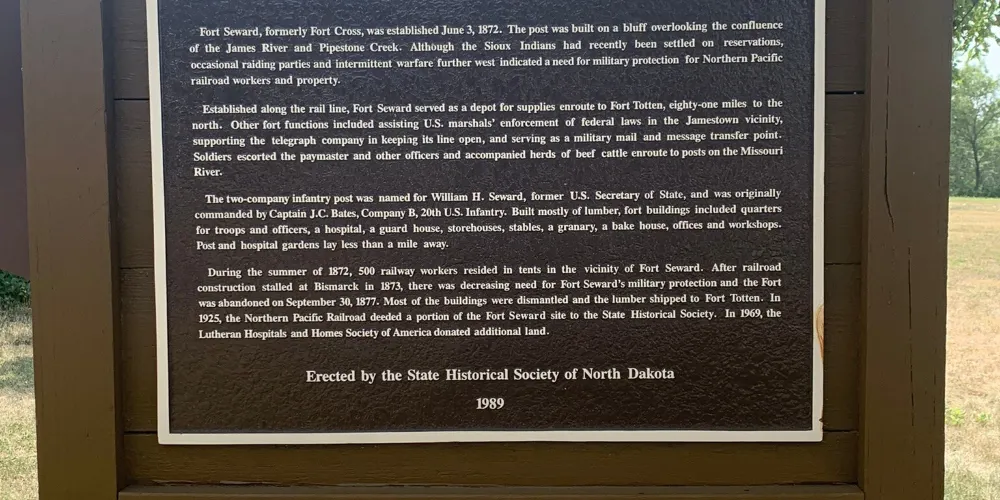 Fort Seward, formerly Fort Cross, was established June 3, 1872. The post was built on a bluff overlooking the confluence
of the James River and Pipestone Creek. Although the Sioux Indians had recently been settled on reservations,
occasional raiding parties and intermittent warfare further west indicated a need for military protection for Northern Pacific
railroad workers and property.
Established along the rail line, Fort Seward served as a depot for supplies enroute to Fort Totten, eighty-one miles to the
north. Other fort functions included assisting U.S. marshals' enforcement of federal laws in the Jamestown vicinity,
supporting the telegraph company in keeping its line open, and serving as a military mail and message transfer point.
Soldiers escorted the paymaster and other officers and accompanied herds of beef cattle enroute to posts on the Missouri
River.
The two-company infantry post was named for William H. Seward, former U.S. Secretary of State, and was originally
commanded by Captain J.C. Bates, Company B, 20th U.S. Infantry. Built mostly of lumber, fort buildings included quarters
for troops and officers, a hospital, a guard house, storehouses, stables, a granary, a bake house, offices and workshops.
Post and hospital gardens lay less than a mile away.
During the summer of 1872, 500 railway workers resided in tents in the vicinity of Fort Seward. After railroad
construction stalled at Bismarck in 1873, there was decreasing need for Fort Seward's military protection and the Fort
was abandoned on September 30, 1877. Most of the buildings were dismantled and the lumber shipped to Fort Totten. In
1925, the Northern Pacific Railroad deeded a portion of the Fort Seward site to the State Historical Society. In 1969, the
Lutheran Hospitals and Homes Society of America donated additional land.
Erected by the State Historical Society of North Dakota
1989